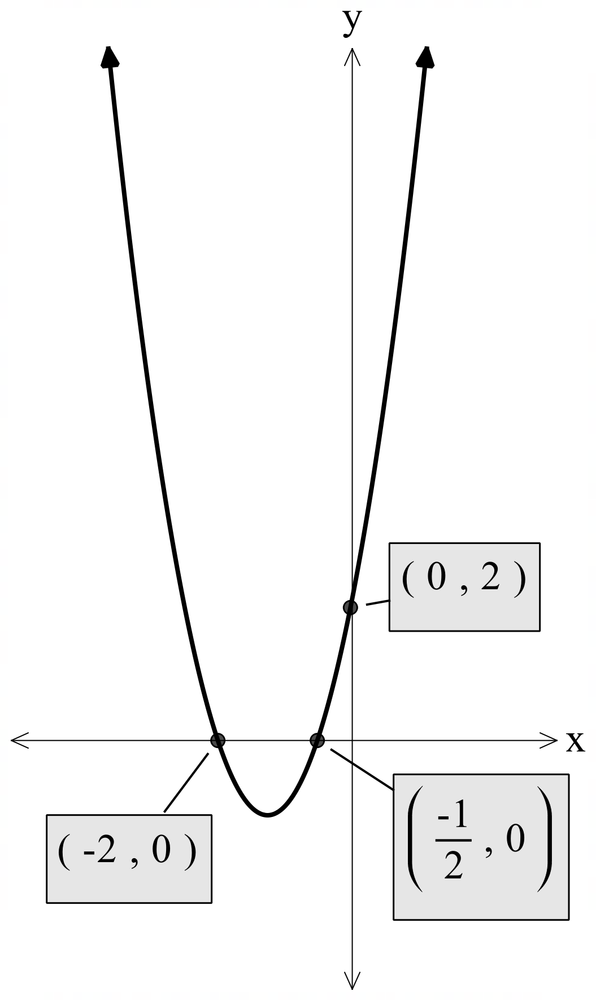 y
( 0 , 2 )
x
( -2 , 0 )
( -1/2 , 0 )